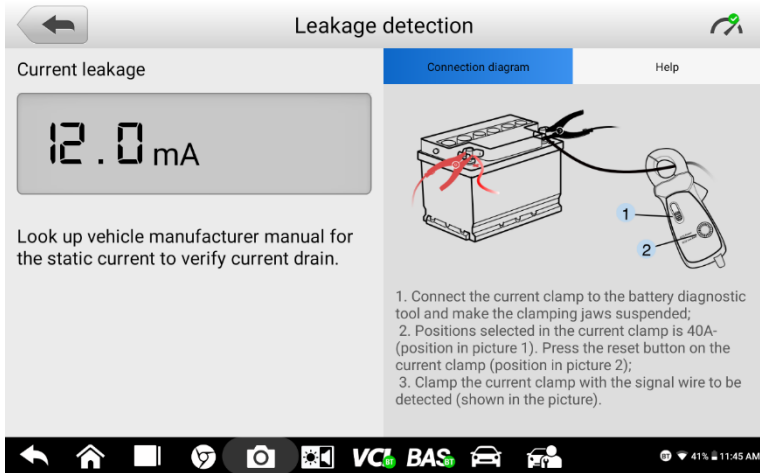 Leakage detection
Current leakage
12.0 mA
Look up vehicle manufacturer manual for
the static current to verify current drain.
Connection diagram
Help
1
2
1. Connect the current clamp to the battery diagnostic
tool and make the clamping jaws suspended;
2. Positions selected in the current clamp is 40A-
(position in picture 1). Press the reset button on the
current clamp (position in picture 2);
3. Clamp the current clamp with the signal wire to be
detected (shown in the picture).
VCI BT BAS BT
BT 41% 11:45 AM